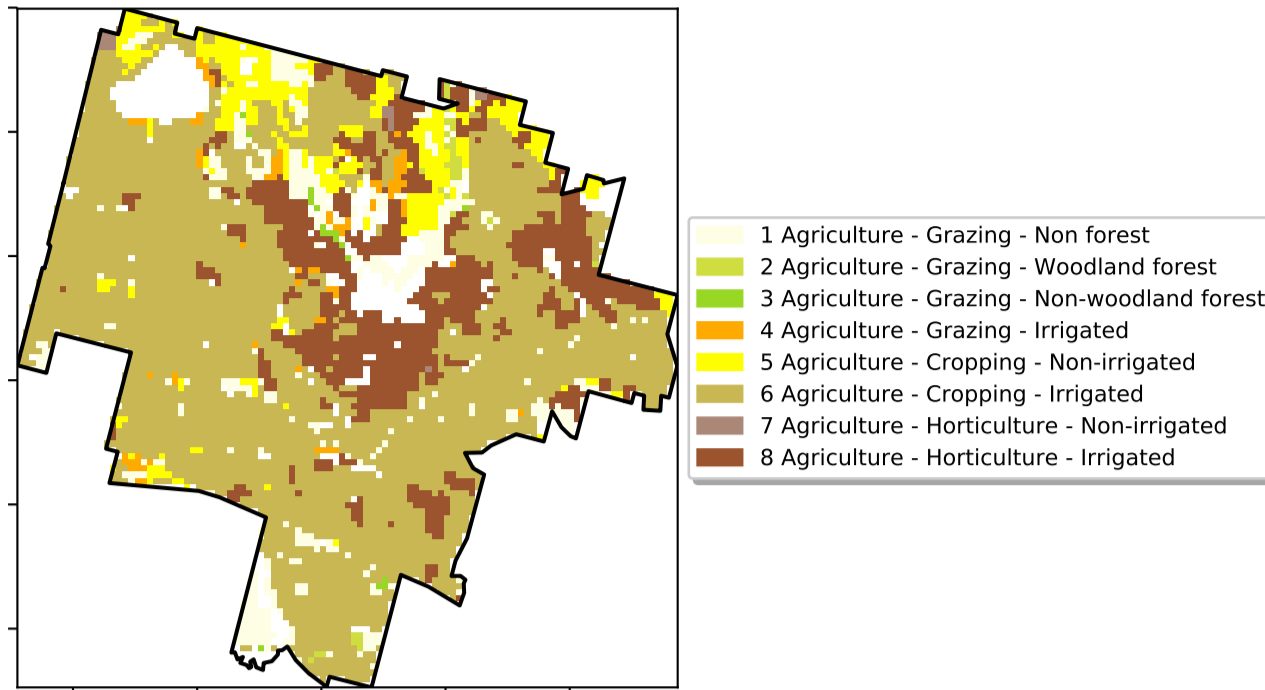 1 Agriculture - Grazing - Non forest
2 Agriculture - Grazing - Woodland forest
3 Agriculture - Grazing - Non-woodland forest
4 Agriculture - Grazing - Irrigated
5 Agriculture - Cropping - Non-irrigated
6 Agriculture - Cropping - Irrigated
7 Agriculture - Horticulture - Non-irrigated
8 Agriculture - Horticulture - Irrigated